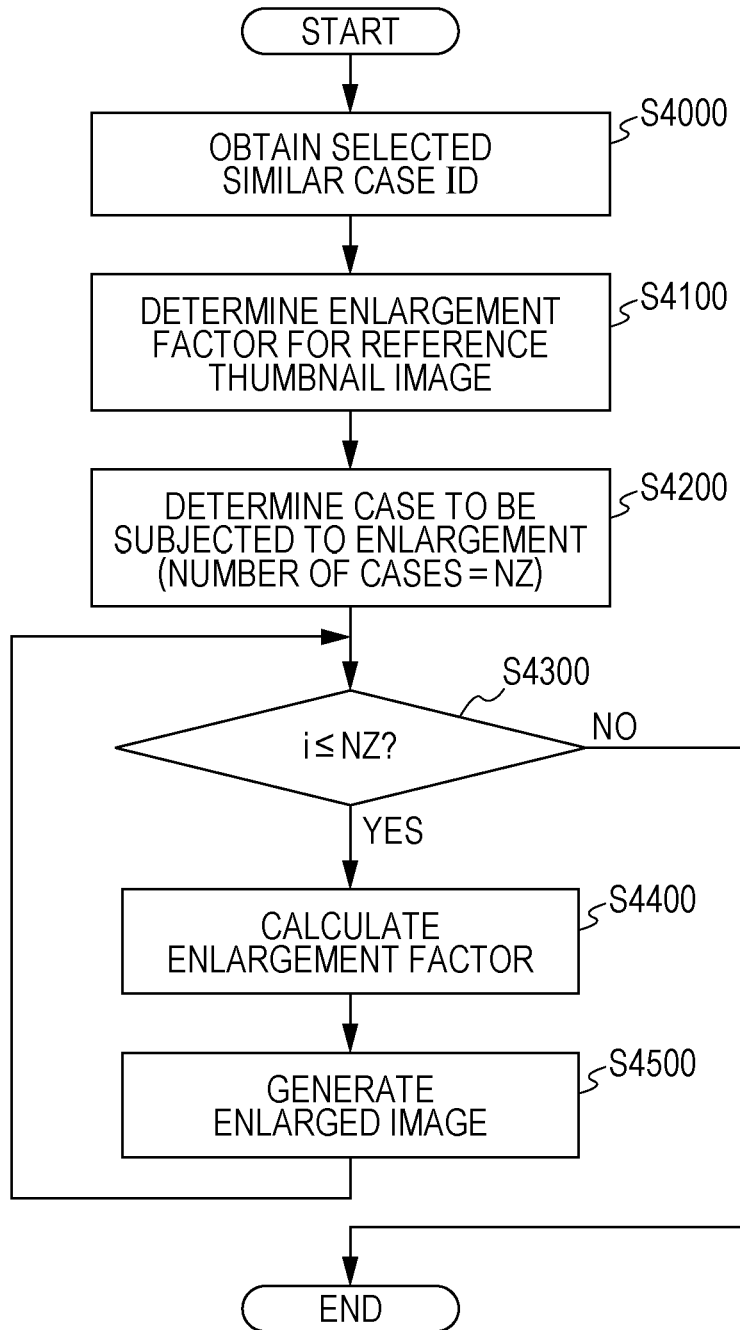 START
S4000
OBTAIN SELECTED
SIMILAR CASE ID
S4100
DETERMINE ENLARGEMENT
FACTOR FOR REFERENCE
THUMBNAIL IMAGE
S4200
DETERMINE CASE TO BE
SUBJECTED TO ENLARGEMENT
(NUMBER OF CASES=NZ)
S4300
i≤NZ?
NO
YES
S4400
CALCULATE
ENLARGEMENT FACTOR
S4500
GENERATE
ENLARGED IMAGE
END